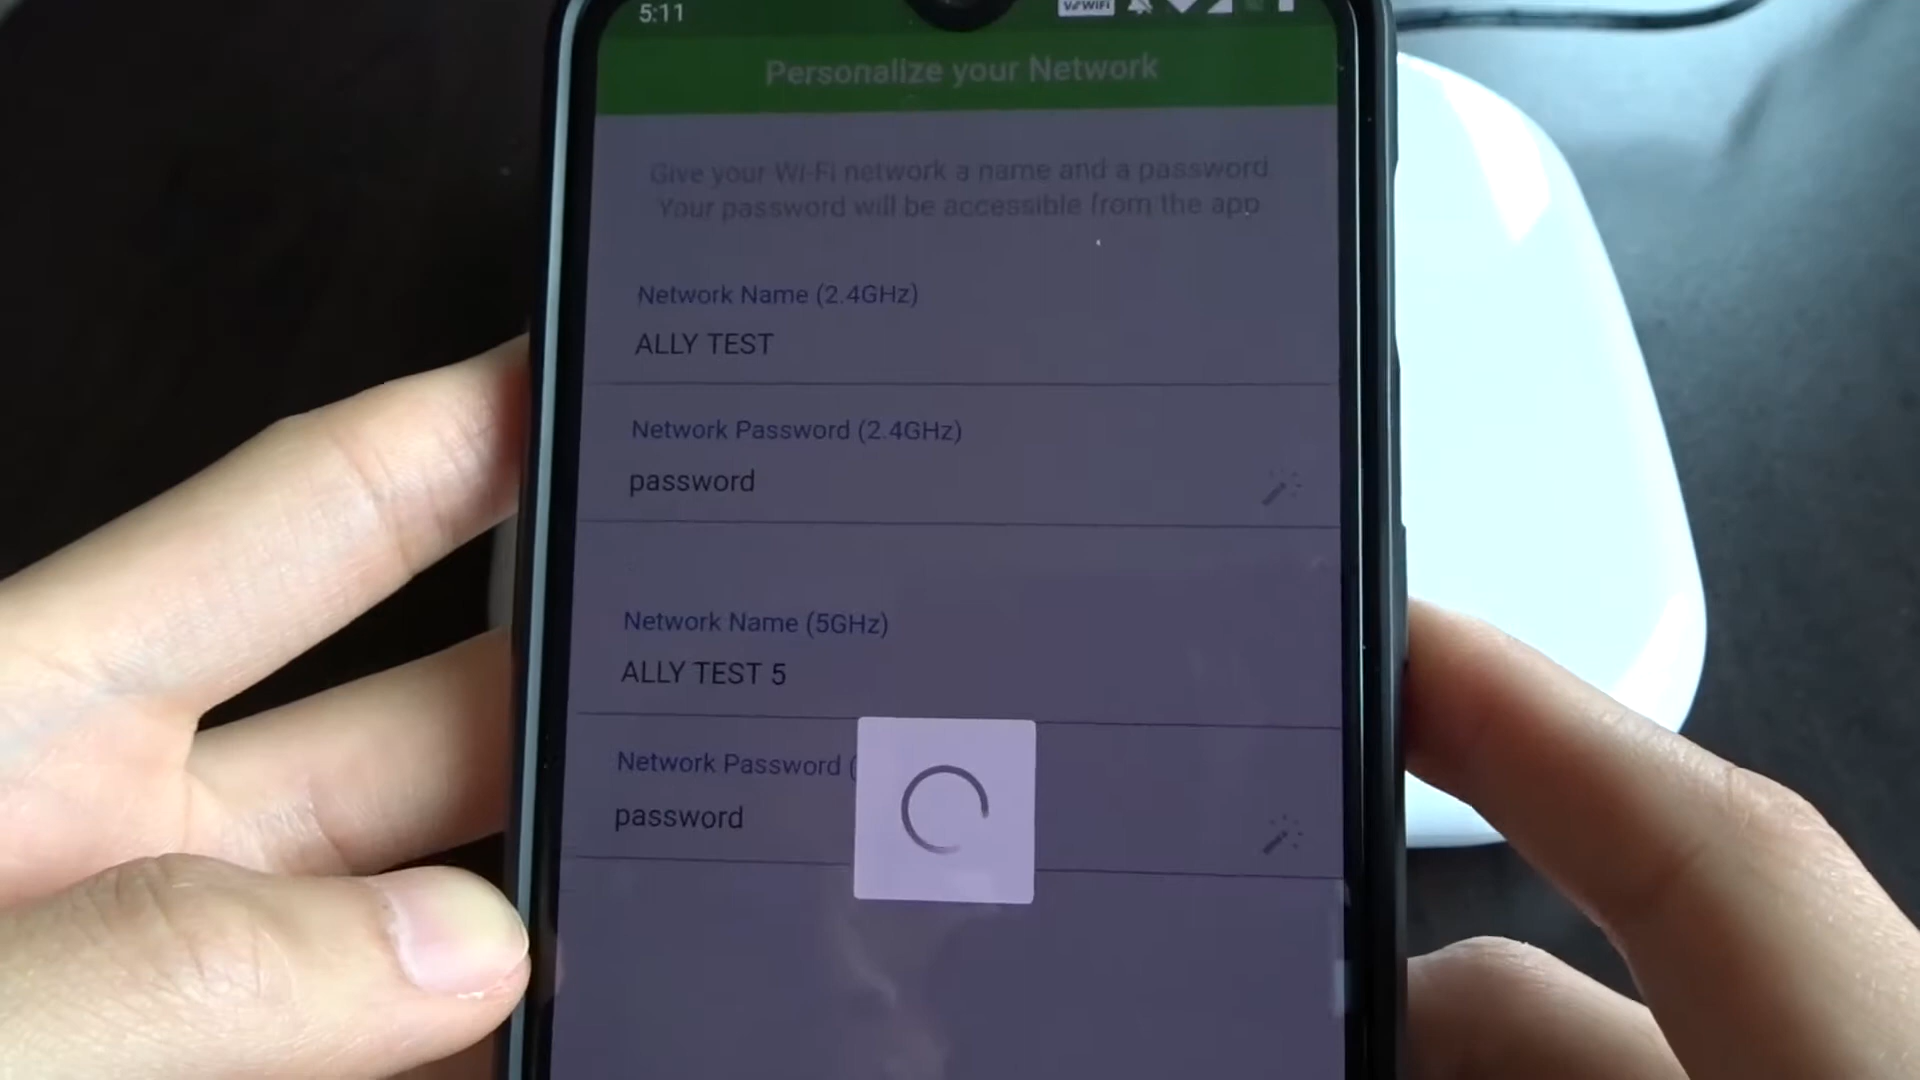 5:11
VoWiFi
Personalize your Network
Give your Wi-Fi network a name and a password
Your password will be accessible from the app
Network Name (2.4GHz)
ALLY TEST
Network Password (2.4GHz)
password
Network Name (5GHz)
ALLY TEST 5
Network Password (
password